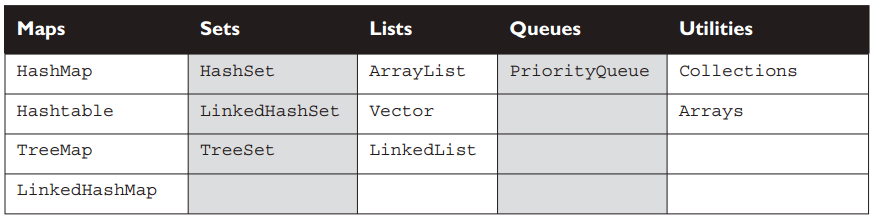 Maps Sets Lists Queues Utilities
HashMap HashSet ArrayList PriorityQueue Collections
Hashtable LinkedHashSet Vector Arrays
TreeMap TreeSet LinkedList
LinkedHashMap